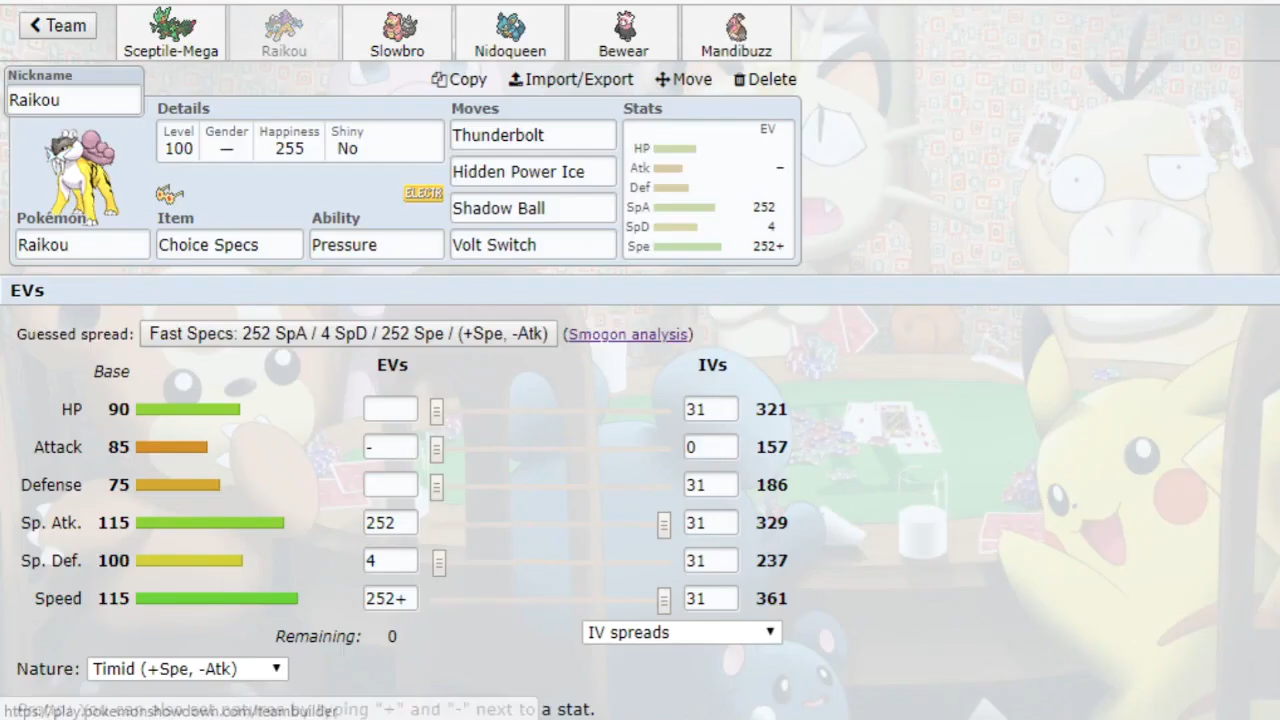 Team
Sceptile-Mega Raikou Slowbro Nidoqueen Bewear Mandibuzz
Nickname
Raikou
Copy Import/Export Move Delete
Details Moves Stats
Level Gender Happiness Shiny
100 — 255 No
Thunderbolt
Hidden Power Ice
Shadow Ball
Volt Switch
EV
HP
Atk –
Def
SpA 252
SpD 4
Spe 252+
ELECTR
Pokémon Item Ability
Raikou Choice Specs Pressure
EVs
Guessed spread: Fast Specs: 252 SpA / 4 SpD / 252 Spe / (+Spe, -Atk) (Smogon analysis)
Base EVs IVs
HP 90 31 321
Attack 85 - 0 157
Defense 75 31 186
Sp. Atk. 115 252 31 329
Sp. Def. 100 4 31 237
Speed 115 252+ 31 361
Remaining: 0 IV spreads
Nature: Timid (+Spe, -Atk)
https://play.pokemonshowdown.com/teambuilder
"+" and "-" next to a stat.